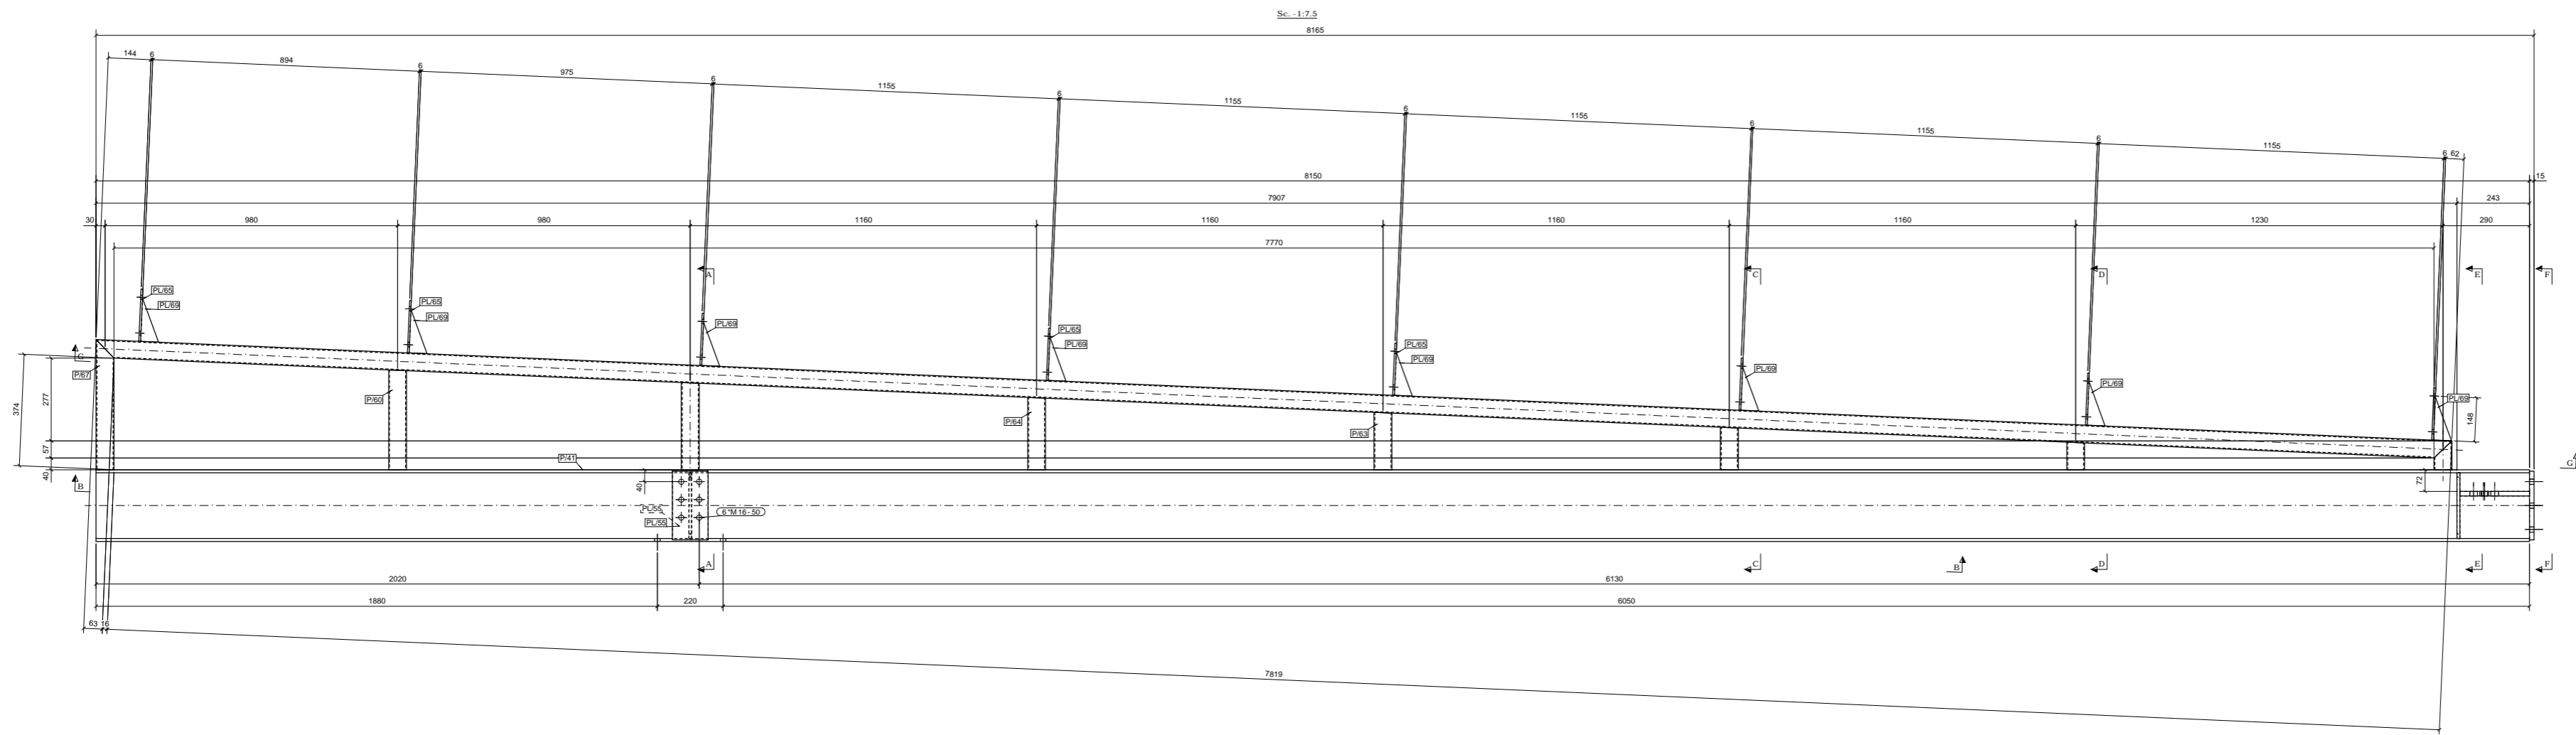 Sc. -1:7.5
8165
144
6
894
6
975
6
1155
6
1155
6
1155
6
1155
6
1155
6
62
8150
15
7907
243
30
980
980
1160
1160
1160
1160
1230
290
7770
A
C
D
E
F
PL/65
PL/69
PL/65
PL/69
PL/69
PL/65
PL/69
PL/65
PL/69
PL/69
PL/69
PL/69
G
P/67
P/60
P/64
P/63
374
277
57
40
148
P/41
B
40
72
G
PL/55
PL/55
6*M16-50
A
C
B
D
E
F
2020
6130
1880
220
6050
63
16
7819